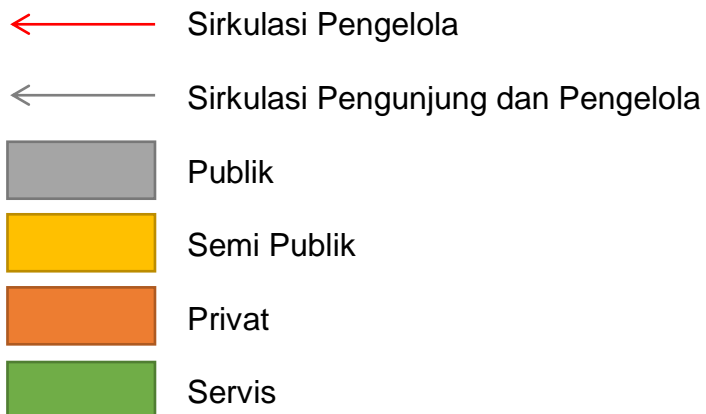 Sirkulasi Pengelola
Sirkulasi Pengunjung dan Pengelola
Publik
Semi Publik
Privat
Servis